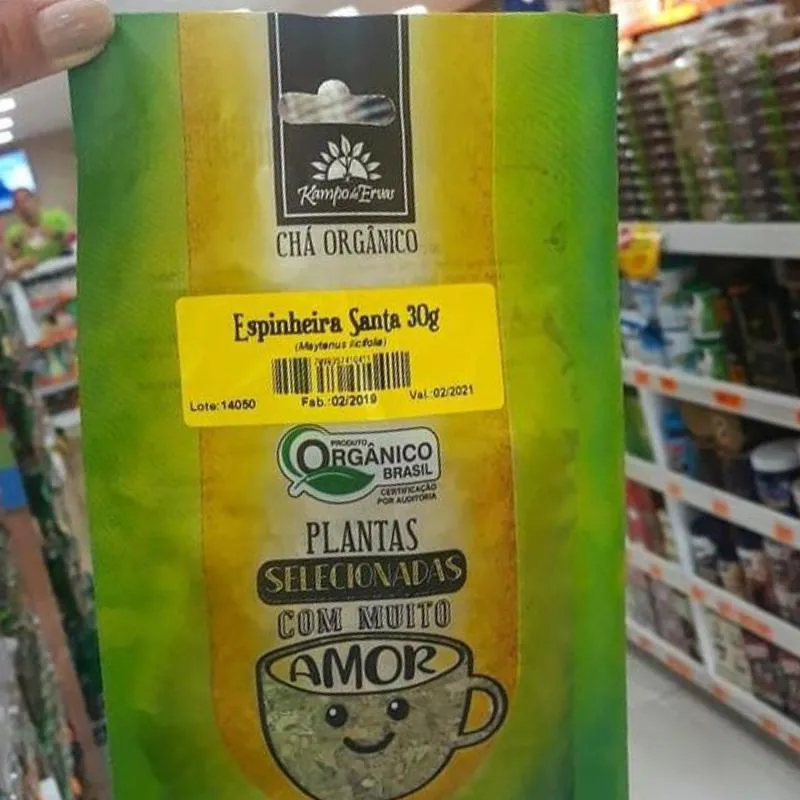 Kampo de Ervas
CHÁ ORGÂNICO
Espinheira Santa 30g
(Maytenus ilicifolia)
Lote: 14050 Fab.:02/2019 Val.:02/2021
PRODUTO
ORGÂNICO
BRASIL
CERTIFICAÇÃO
POR AUDITORIA
PLANTAS
SELECIONADAS
COM MUITO
AMOR